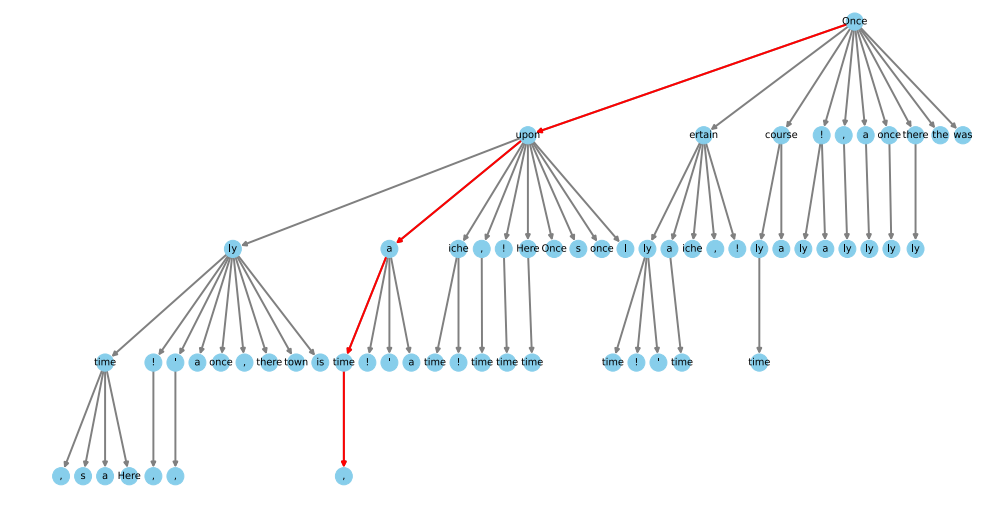 Once
upon ertain course ! , a once there the was
ly a iche , ! Here Once s once l ly a iche , ! ly a ly a ly ly ly ly
time ! ' a once , there town is time ! ' a time ! time time time time ! ' time time
, s a Here , , ,